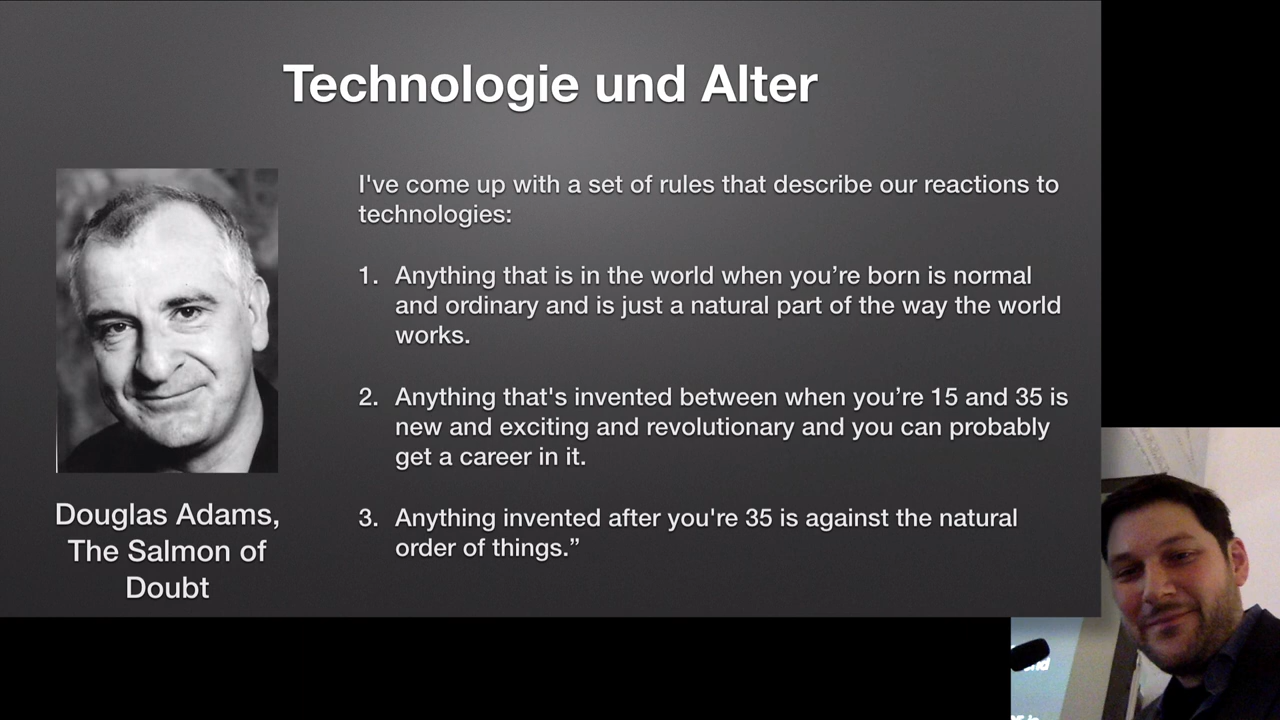 Technologie und Alter
I've come up with a set of rules that describe our reactions to
technologies:
1. Anything that is in the world when you’re born is normal
and ordinary and is just a natural part of the way the world
works.
2. Anything that's invented between when you’re 15 and 35 is
new and exciting and revolutionary and you can probably
get a career in it.
3. Anything invented after you're 35 is against the natural
order of things.”
Douglas Adams,
The Salmon of
Doubt